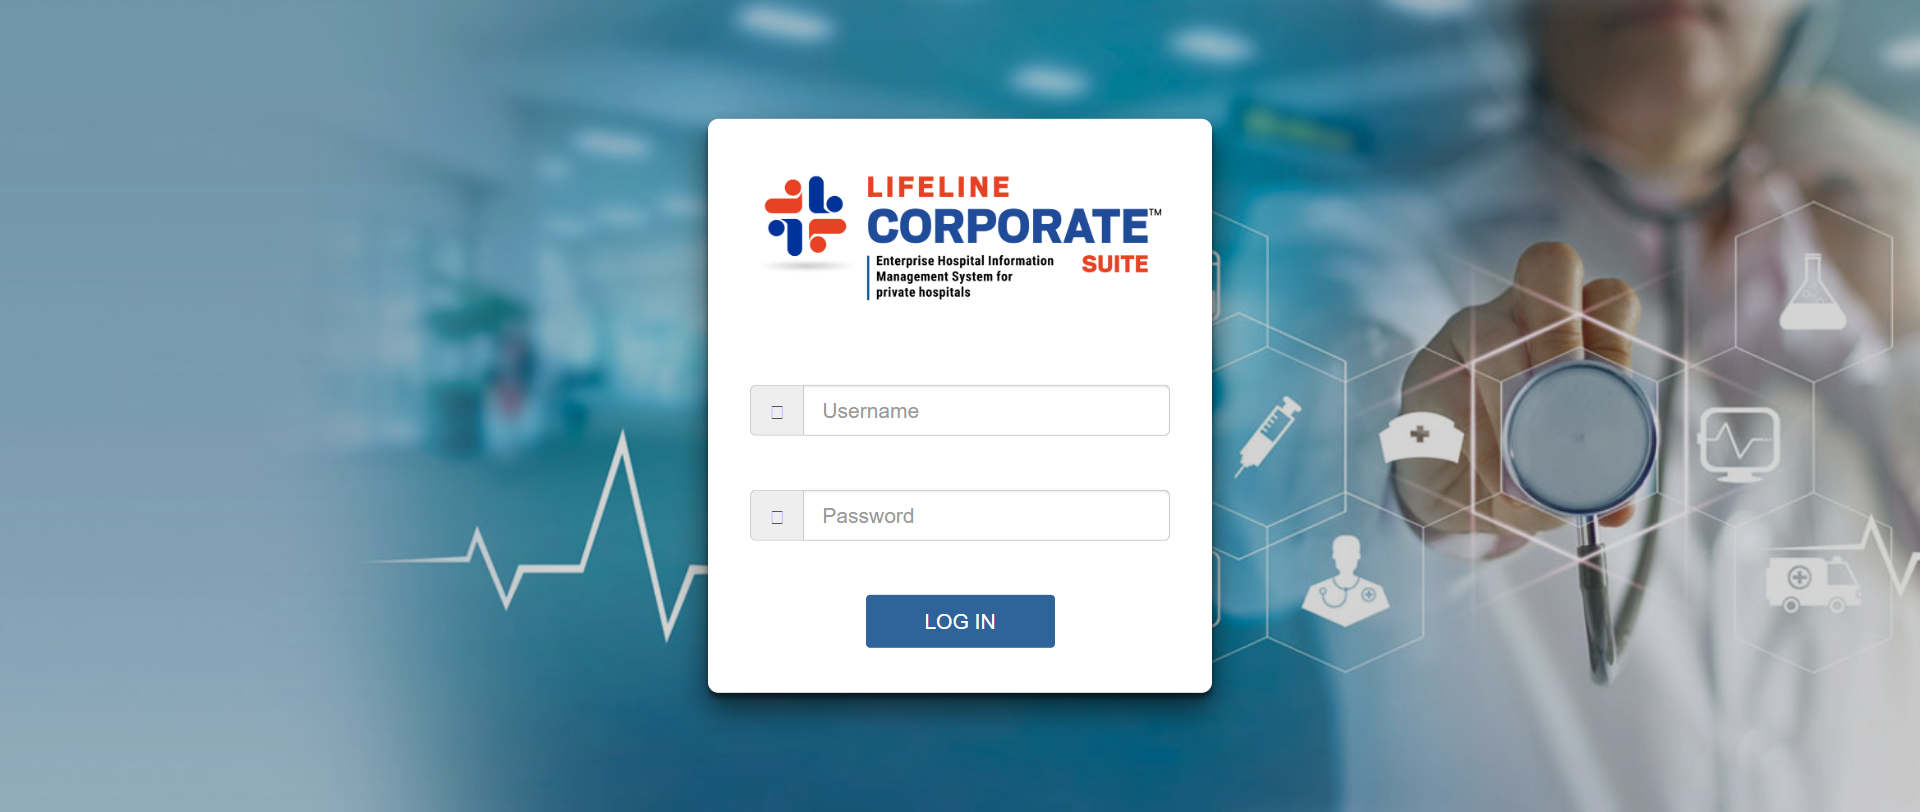 LIFELINE
CORPORATE™
SUITE
Enterprise Hospital Information
Management System for
private hospitals
Username
Password
LOG IN